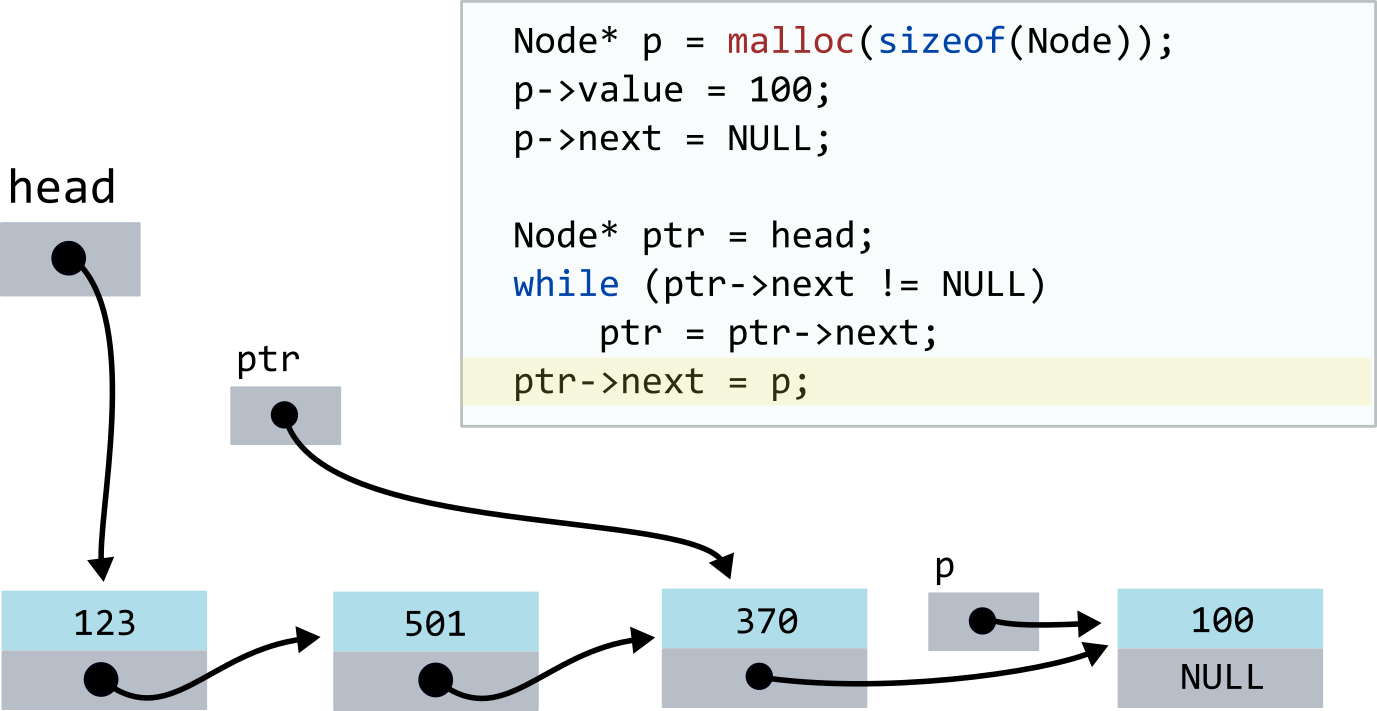 Node* p = malloc(sizeof(Node));
p->value = 100;
p->next = NULL;
Node* ptr = head;
while (ptr->next != NULL)
    ptr = ptr->next;
ptr->next = p;
head
ptr
p
123
501
370
100
NULL